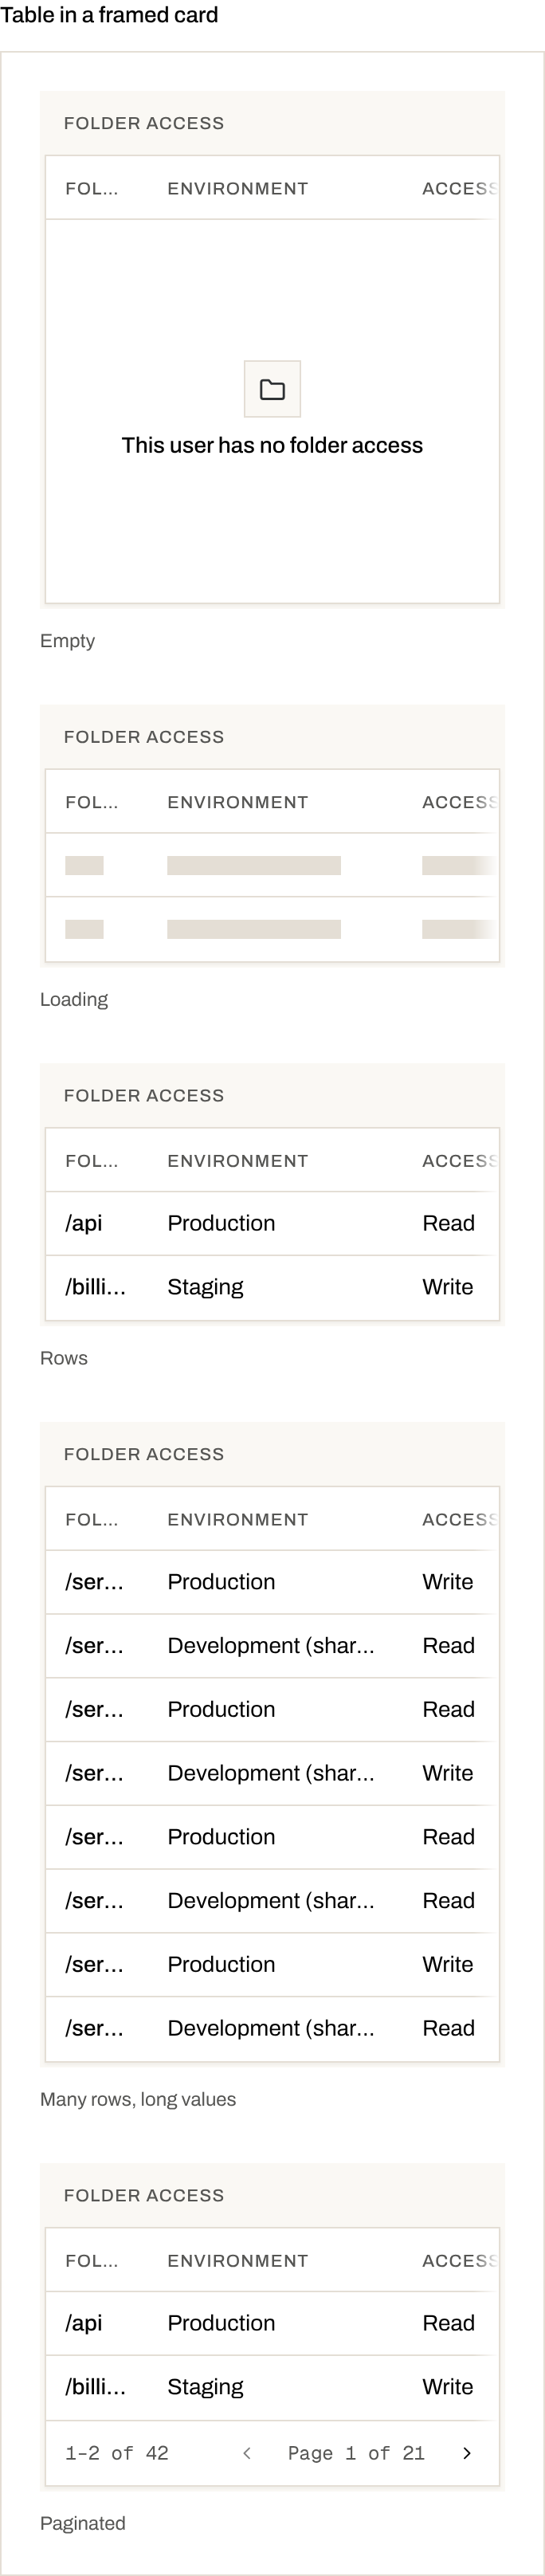 Table in a framed card
FOLDER ACCESS
FOL... ENVIRONMENT ACCESS
This user has no folder access
Empty
FOLDER ACCESS
FOL... ENVIRONMENT ACCESS
Loading
FOLDER ACCESS
FOL... ENVIRONMENT ACCESS
/api Production Read
/billi... Staging Write
Rows
FOLDER ACCESS
FOL... ENVIRONMENT ACCESS
/ser... Production Write
/ser... Development (shar... Read
/ser... Production Read
/ser... Development (shar... Write
/ser... Production Read
/ser... Development (shar... Read
/ser... Production Write
/ser... Development (shar... Read
Many rows, long values
FOLDER ACCESS
FOL... ENVIRONMENT ACCESS
/api Production Read
/billi... Staging Write
1–2 of 42 Page 1 of 21
Paginated